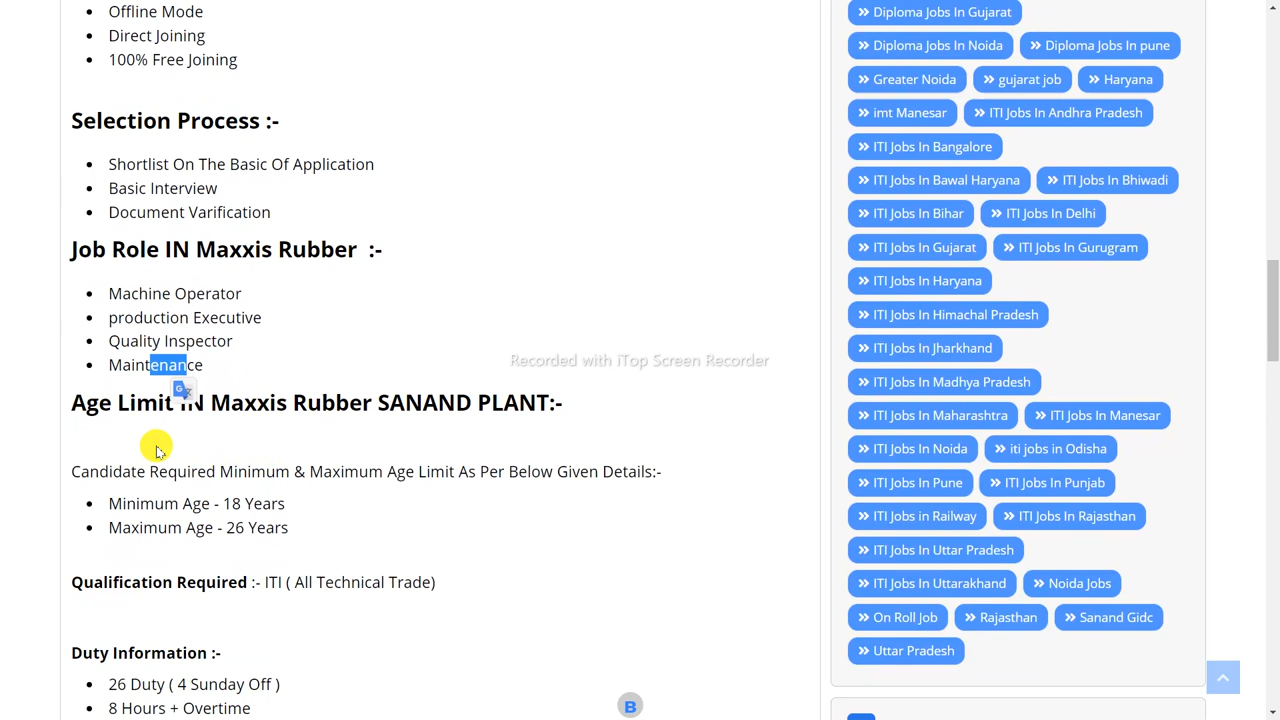 Offline Mode
Direct Joining
100% Free Joining
Selection Process :-
Shortlist On The Basic Of Application
Basic Interview
Document Varification
Job Role IN Maxxis Rubber :-
Machine Operator
production Executive
Quality Inspector
Maintenance
Age Limit IN Maxxis Rubber SANAND PLANT:-
Candidate Required Minimum & Maximum Age Limit As Per Below Given Details:-
Minimum Age - 18 Years
Maximum Age - 26 Years
Qualification Required :- ITI ( All Technical Trade)
Duty Information :-
26 Duty ( 4 Sunday Off )
8 Hours + Overtime
Recorded with iTop Screen Recorder
B
Diploma Jobs In Gujarat
Diploma Jobs In Noida Diploma Jobs In pune
Greater Noida gujarat job Haryana
imt Manesar ITI Jobs In Andhra Pradesh
ITI Jobs In Bangalore
ITI Jobs In Bawal Haryana ITI Jobs In Bhiwadi
ITI Jobs In Bihar ITI Jobs In Delhi
ITI Jobs In Gujarat ITI Jobs In Gurugram
ITI Jobs In Haryana
ITI Jobs In Himachal Pradesh
ITI Jobs In Jharkhand
ITI Jobs In Madhya Pradesh
ITI Jobs In Maharashtra ITI Jobs In Manesar
ITI Jobs In Noida iti jobs in Odisha
ITI Jobs In Pune ITI Jobs In Punjab
ITI Jobs in Railway ITI Jobs In Rajasthan
ITI Jobs In Uttar Pradesh
ITI Jobs In Uttarakhand Noida Jobs
On Roll Job Rajasthan Sanand Gidc
Uttar Pradesh